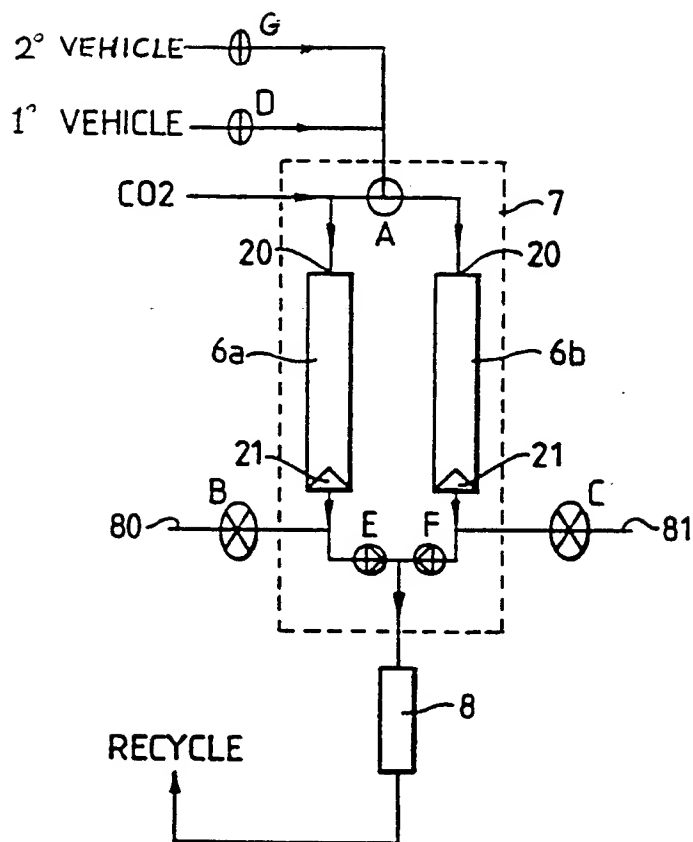 G
2° VEHICLE
D
1° VEHICLE
CO2
7
A
20 20
6a 6b
21 21
B C
80 E F 81
8
RECYCLE